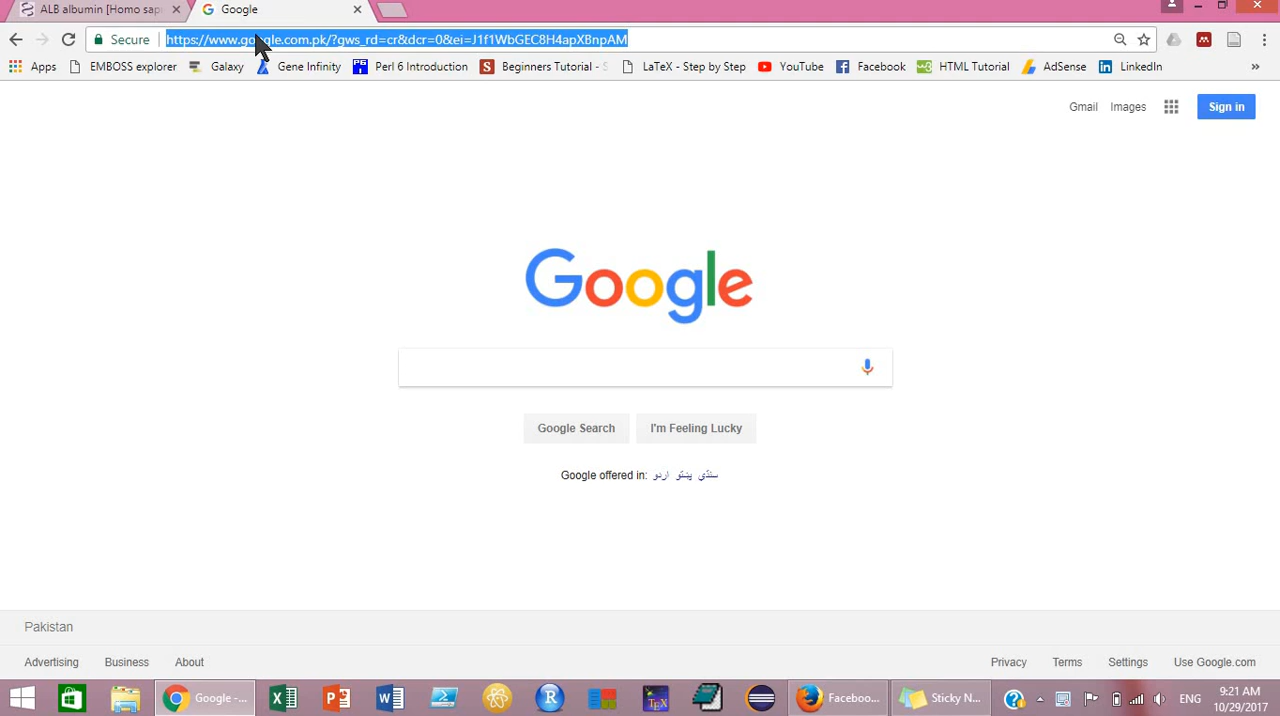 ALB albumin [Homo sap
Google
Secure https://www.google.com.pk/?gws_rd=cr&dcr=0&ei=J1f1WbGEC8H4apXBnpAM
Apps EMBOSS explorer Galaxy Gene Infinity Perl 6 Introduction Beginners Tutorial - S LaTeX - Step by Step YouTube Facebook HTML Tutorial AdSense LinkedIn »
Gmail Images Sign in
Google
Google Search I'm Feeling Lucky
Google offered in: اردو پښتو سنڌي
Pakistan
Advertising Business About Privacy Terms Settings Use Google.com
Google -... Faceboo... Sticky N... ENG 9:21 AM
10/29/2017